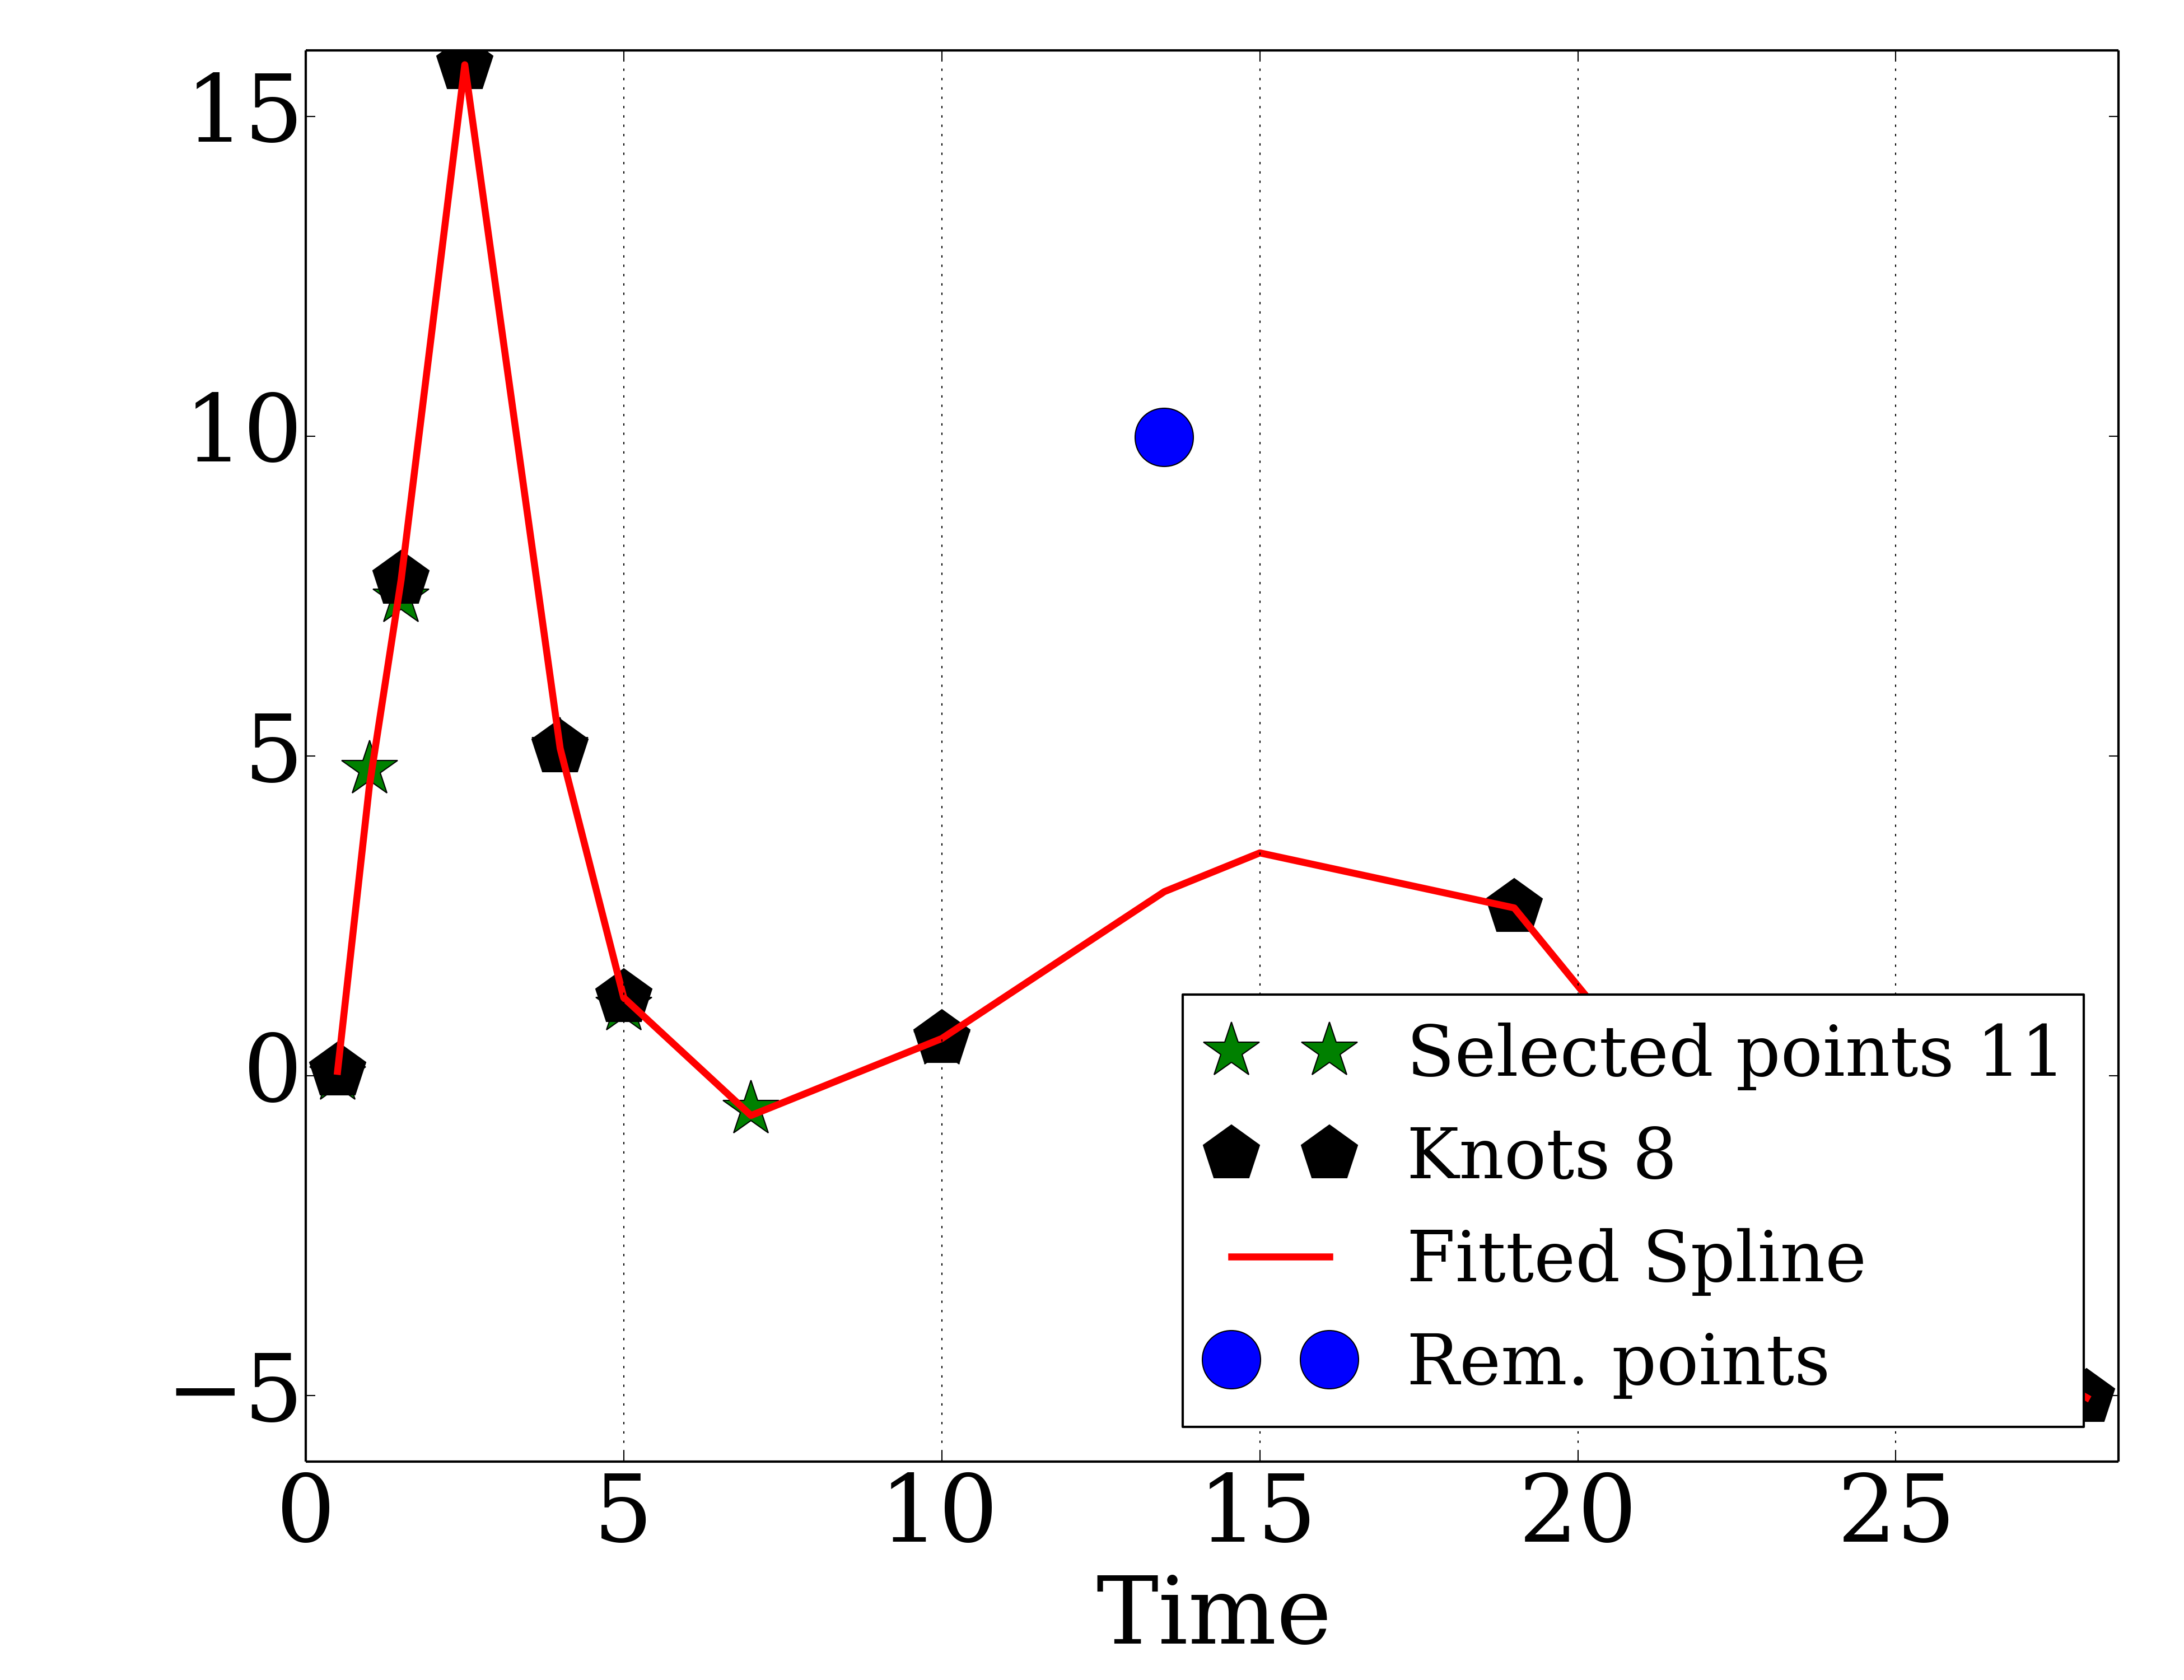 15
10
5
0
−5
Selected points 11
Knots 8
Fitted Spline
Rem. points
0 5 10 15 20 25
Time